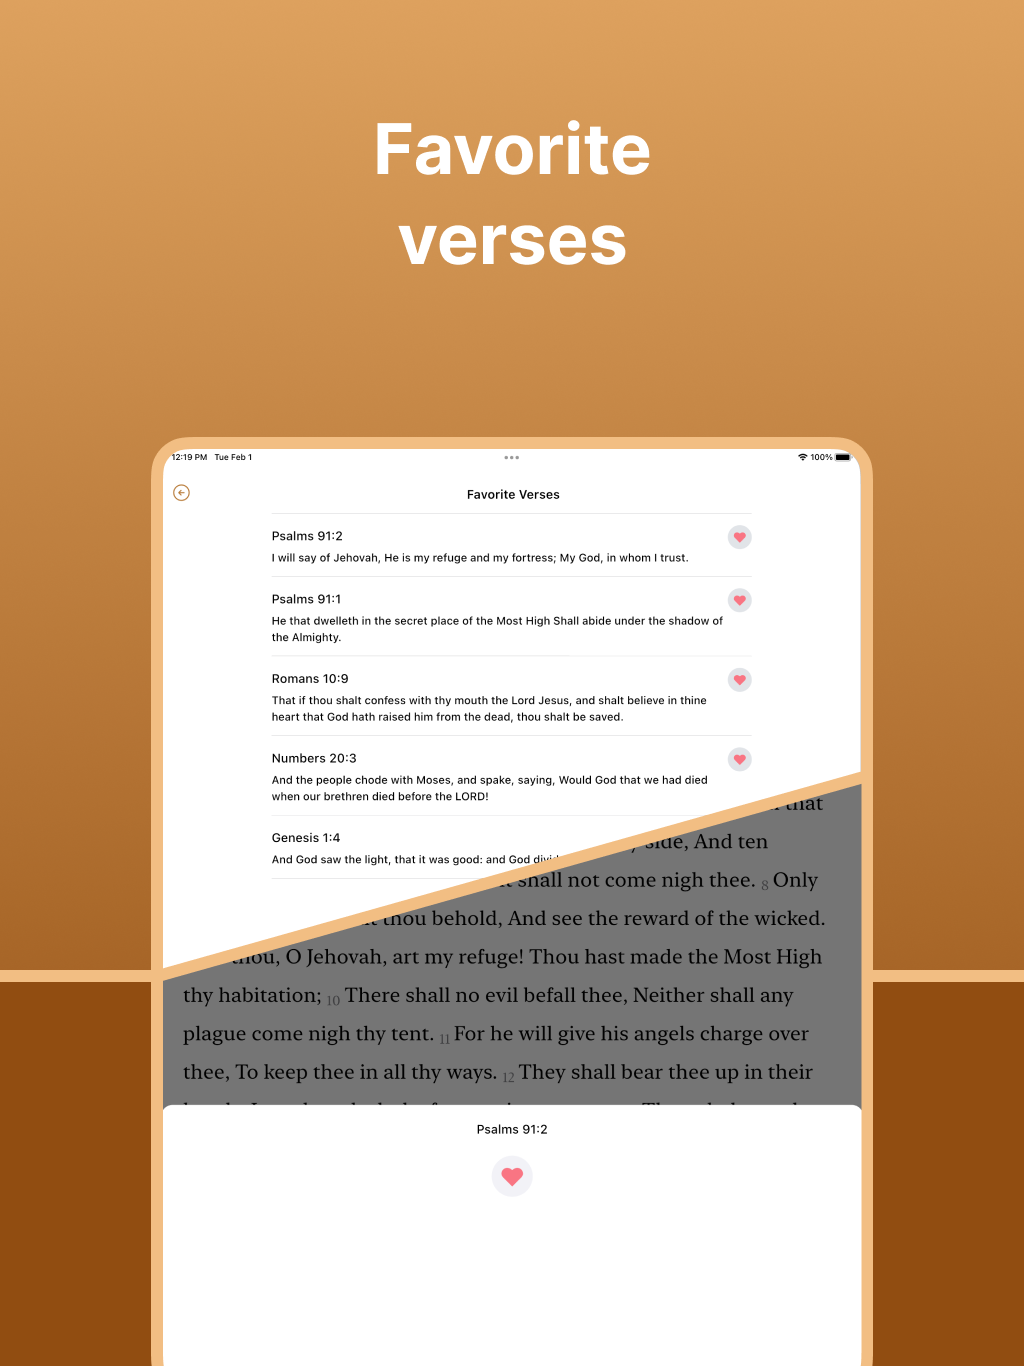 Favorite
verses
12:19 PM Tue Feb 1
100%
Favorite Verses
Psalms 91:2
I will say of Jehovah, He is my refuge and my fortress; My God, in whom I trust.
Psalms 91:1
He that dwelleth in the secret place of the Most High Shall abide under the shadow of
the Almighty.
Romans 10:9
That if thou shalt confess with thy mouth the Lord Jesus, and shalt believe in thine
heart that God hath raised him from the dead, thou shalt be saved.
Numbers 20:3
And the people chode with Moses, and spake, saying, Would God that we had died
when our brethren died before the LORD!
Genesis 1:4
And God saw the light, that it was good: and God
that
side, And ten
shall not come nigh thee. 8 Only
thou behold, And see the reward of the wicked.
thou, O Jehovah, art my refuge! Thou hast made the Most High
thy habitation; 10 There shall no evil befall thee, Neither shall any
plague come nigh thy tent. 11 For he will give his angels charge over
thee, To keep thee in all thy ways. 12 They shall bear thee up in their
Psalms 91:2